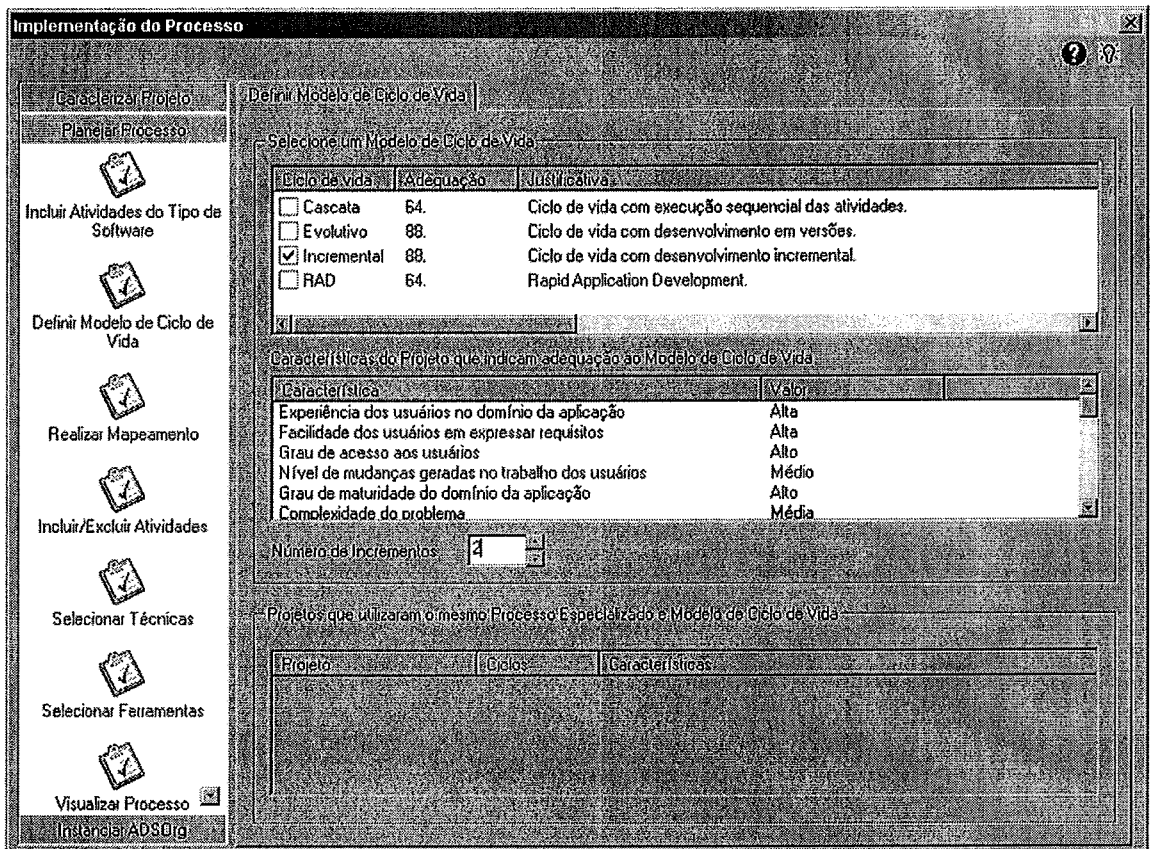 Implementação do Processo
Caracterizar Projeto
Planejar Processo
Incluir Atividades do Tipo de
Software
Definir Modelo de Ciclo de
Vida
Realizar Mapeamento
Incluir/Excluir Atividades
Selecionar Técnicas
Selecionar Ferramentas
Visualizar Processo
Instanciar ADSOrg
Definir Modelo de Ciclo de Vida
Selecione um Modelo de Ciclo de Vida:
Ciclo de vida Adequação Justificativa
Cascata 64. Ciclo de vida com execução sequencial das atividades.
Evolutivo 88. Ciclo de vida com desenvolvimento em versões.
Incremental 88. Ciclo de vida com desenvolvimento incremental.
RAD 64. Rapid Application Development.
Características do Projeto que indicam adequação ao Modelo de Ciclo de Vida
Característica Valor
Experiência dos usuários no domínio da aplicação Alta
Facilidade dos usuários em expressar requisitos Alta
Grau de acesso aos usuários Alto
Nível de mudanças geradas no trabalho dos usuários Médio
Grau de maturidade do domínio da aplicação Alto
Complexidade do problema Média
Número de Incrementos 2
Projetos que utilizaram o mesmo Processo Especializado e Modelo de Ciclo de Vida
Projeto Ciclos Características